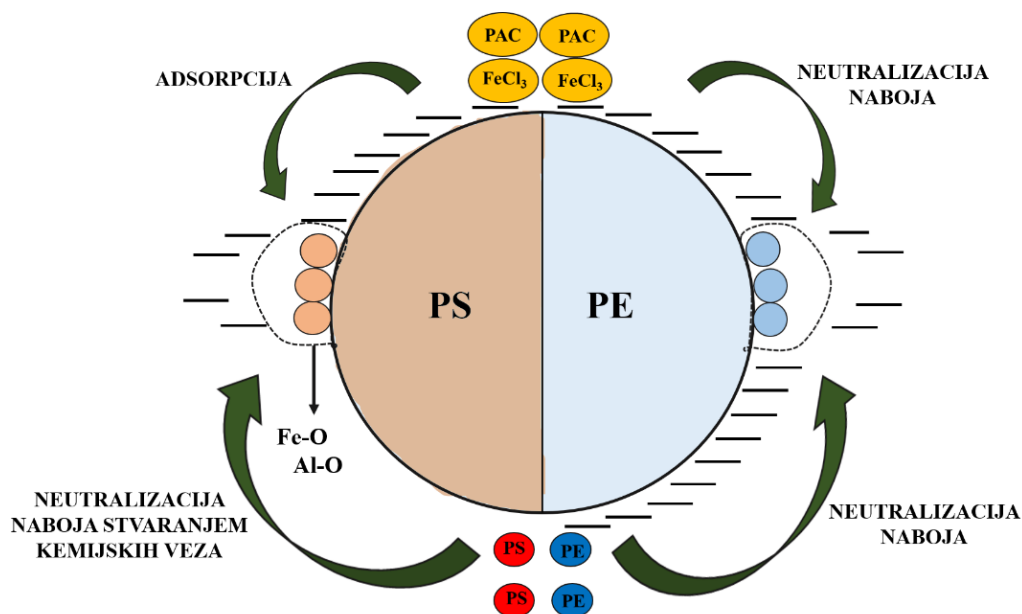 PAC PAC
FeCl₃ FeCl₃
ADSORPCIJA
NEUTRALIZACIJA
NABOJA
PS PE
Fe-O
Al-O
NEUTRALIZACIJA
NABOJA STVARANJEM
KEMIJSKIH VEZA
NEUTRALIZACIJA
NABOJA
PS PE
PS PE